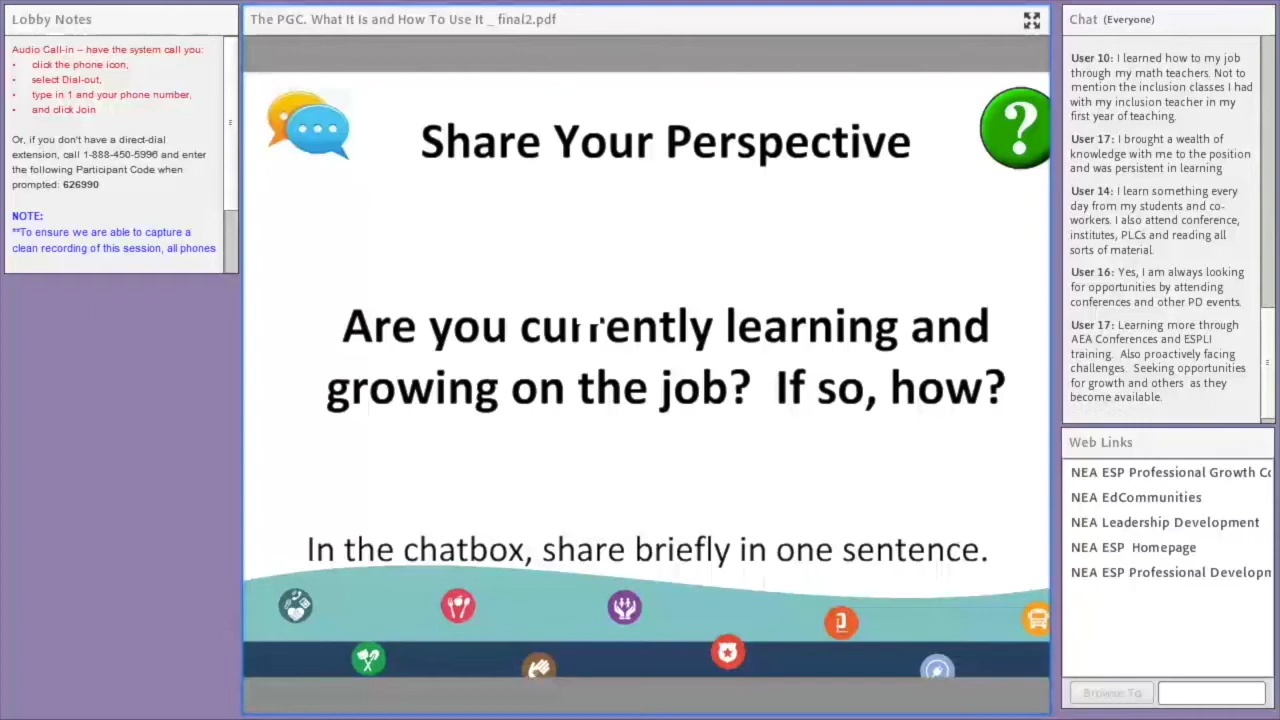 Lobby Notes
Audio Call-in – have the system call you:
• click the phone icon,
• select Dial-out,
• type in 1 and your phone number,
• and click Join
Or, if you don't have a direct-dial
extension, call 1-888-450-5996 and enter
the following Participant Code when
prompted: 626990
NOTE:
**To ensure we are able to capture a
clean recording of this session, all phones
The PGC. What It Is and How To Use It _ final2.pdf
Share Your Perspective
?
Are you currently learning and
growing on the job? If so, how?
In the chatbox, share briefly in one sentence.
Chat (Everyone)
User 10: I learned how to my job
through my math teachers. Not to
mention the inclusion classes I had
with my inclusion teacher in my
first year of teaching.
User 17: I brought a wealth of
knowledge with me to the position
and was persistent in learning
User 14: I learn something every
day from my students and co-
workers. I also attend conference,
institutes, PLCs and reading all
sorts of material.
User 16: Yes, I am always looking
for opportunities by attending
conferences and other PD events.
User 17: Learning more through
AEA Conferences and ESPLI
training. Also proactively facing
challenges. Seeking opportunities
for growth and others as they
become available.
Web Links
NEA ESP Professional Growth Co
NEA EdCommunities
NEA Leadership Development
NEA ESP Homepage
NEA ESP Professional Developm
Browse To